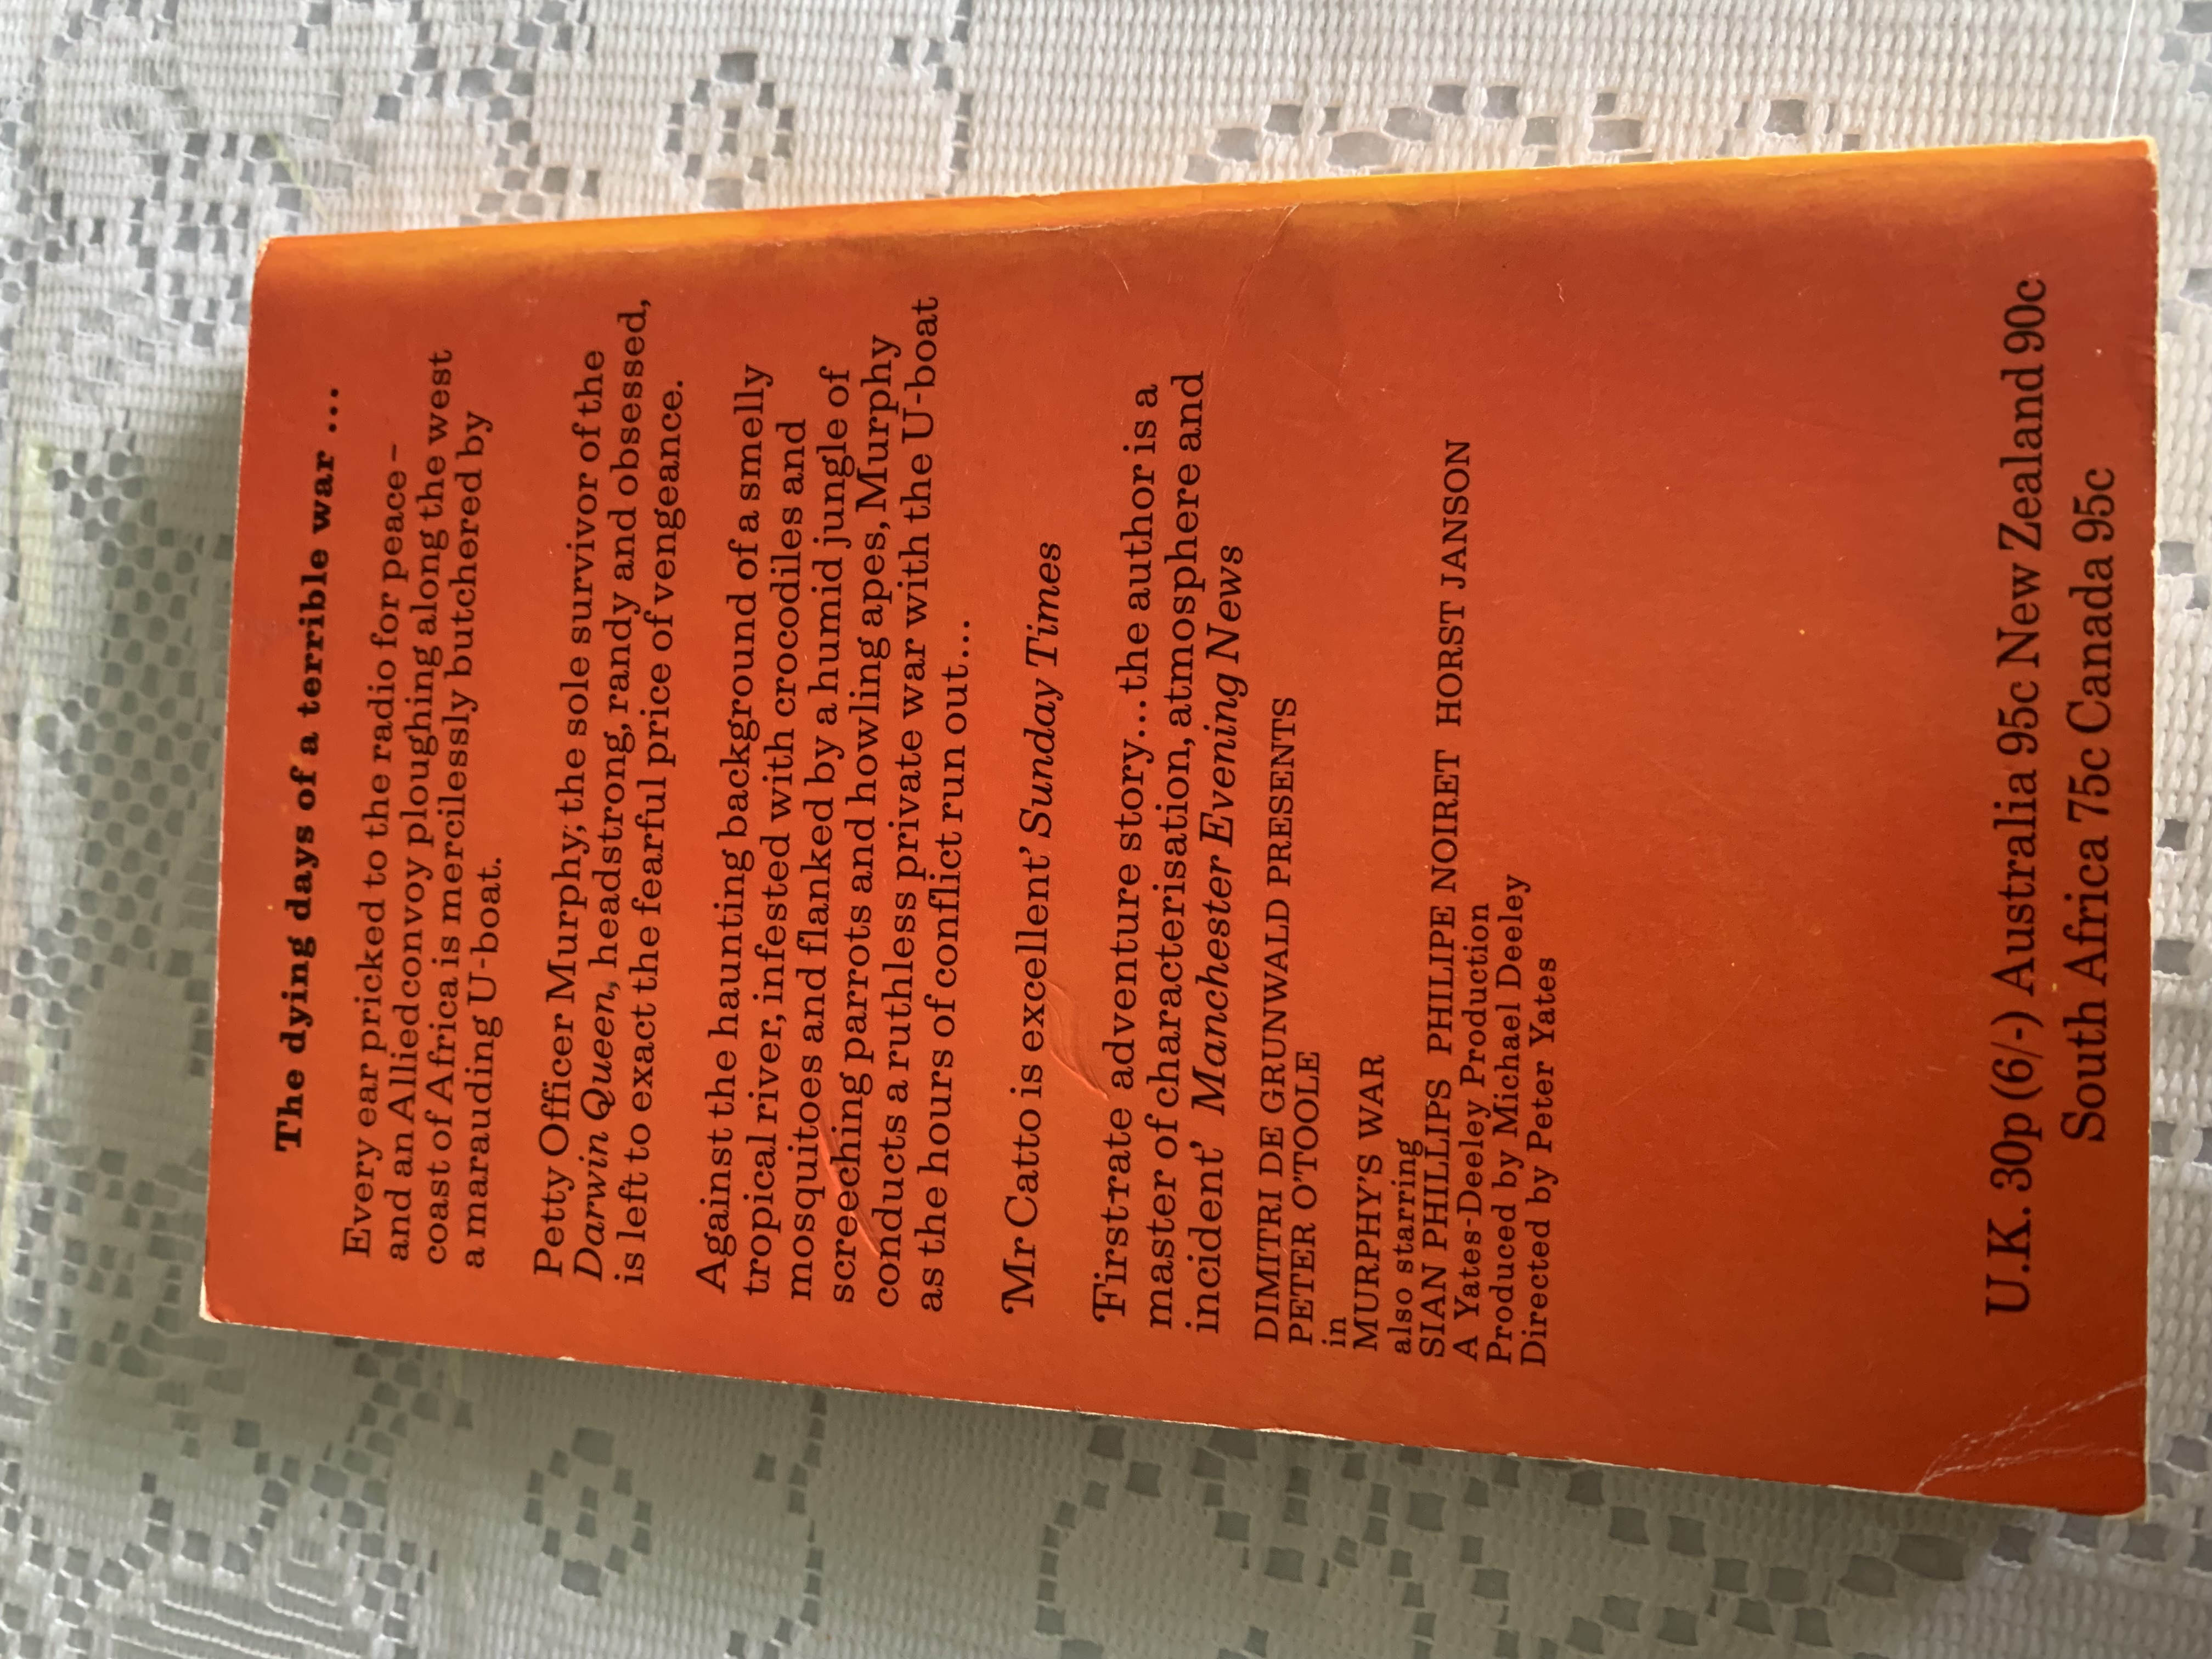 The dying days of a terrible war...
Every ear pricked to the radio for peace–
and an Allied convoy ploughing along the west
coast of Africa is mercilessly butchered by
a marauding U-boat.
Petty Officer Murphy; the sole survivor of the
Darwin Queen, headstrong, randy and obsessed,
is left to exact the fearful price of vengeance.
Against the haunting background of a smelly
tropical river, infested with crocodiles and
mosquitoes and flanked by a humid jungle of
screeching parrots and howling apes, Murphy
conducts a ruthless private war with the U-boat
as the hours of conflict run out...
‘Mr Catto is excellent’ Sunday Times
‘First-rate adventure story...the author is a
master of characterisation, atmosphere and
incident’ Manchester Evening News
DIMITRI DE GRUNWALD PRESENTS
PETER O'TOOLE
in
MURPHY'S WAR
also starring
SIAN PHILLIPS PHILIPE NOIRET HORST JANSON
A Yates-Deeley Production
Produced by Michael Deeley
Directed by Peter Yates
U.K. 30p (6/-) Australia 95c New Zealand 90c
South Africa 75c Canada 95c